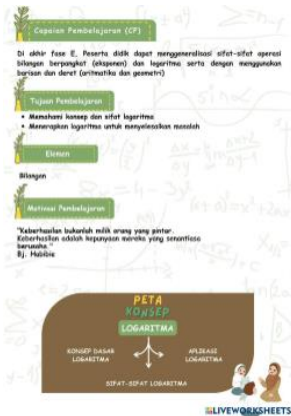 Capaian Pembelajaran (CP)
Di akhir fase E, Peserta didik dapat menggeneralisasi sifat-sifat operasi
bilangan berpangkat (eksponen) dan logaritma serta dengan menggunakan
barisan dan deret (aritmatika dan geometri)
Tujuan Pembelajaran
• Memahami konsep dan sifat logaritma
• Menerapkan logaritma untuk menyelesaikan masalah
Elemen
Bilangan
Motivasi Pembelajaran
"Keberhasilan bukanlah milik orang yang pintar.
Keberhasilan adalah kepunyaan mereka yang senantiasa
berusaha."
Bj. Habibie
PETA
KONSEP
LOGARITMA
KONSEP DASAR
LOGARITMA
APLIKASI
LOGARITMA
SIFAT-SIFAT LOGARITMA
LIVEWORKSHEETS